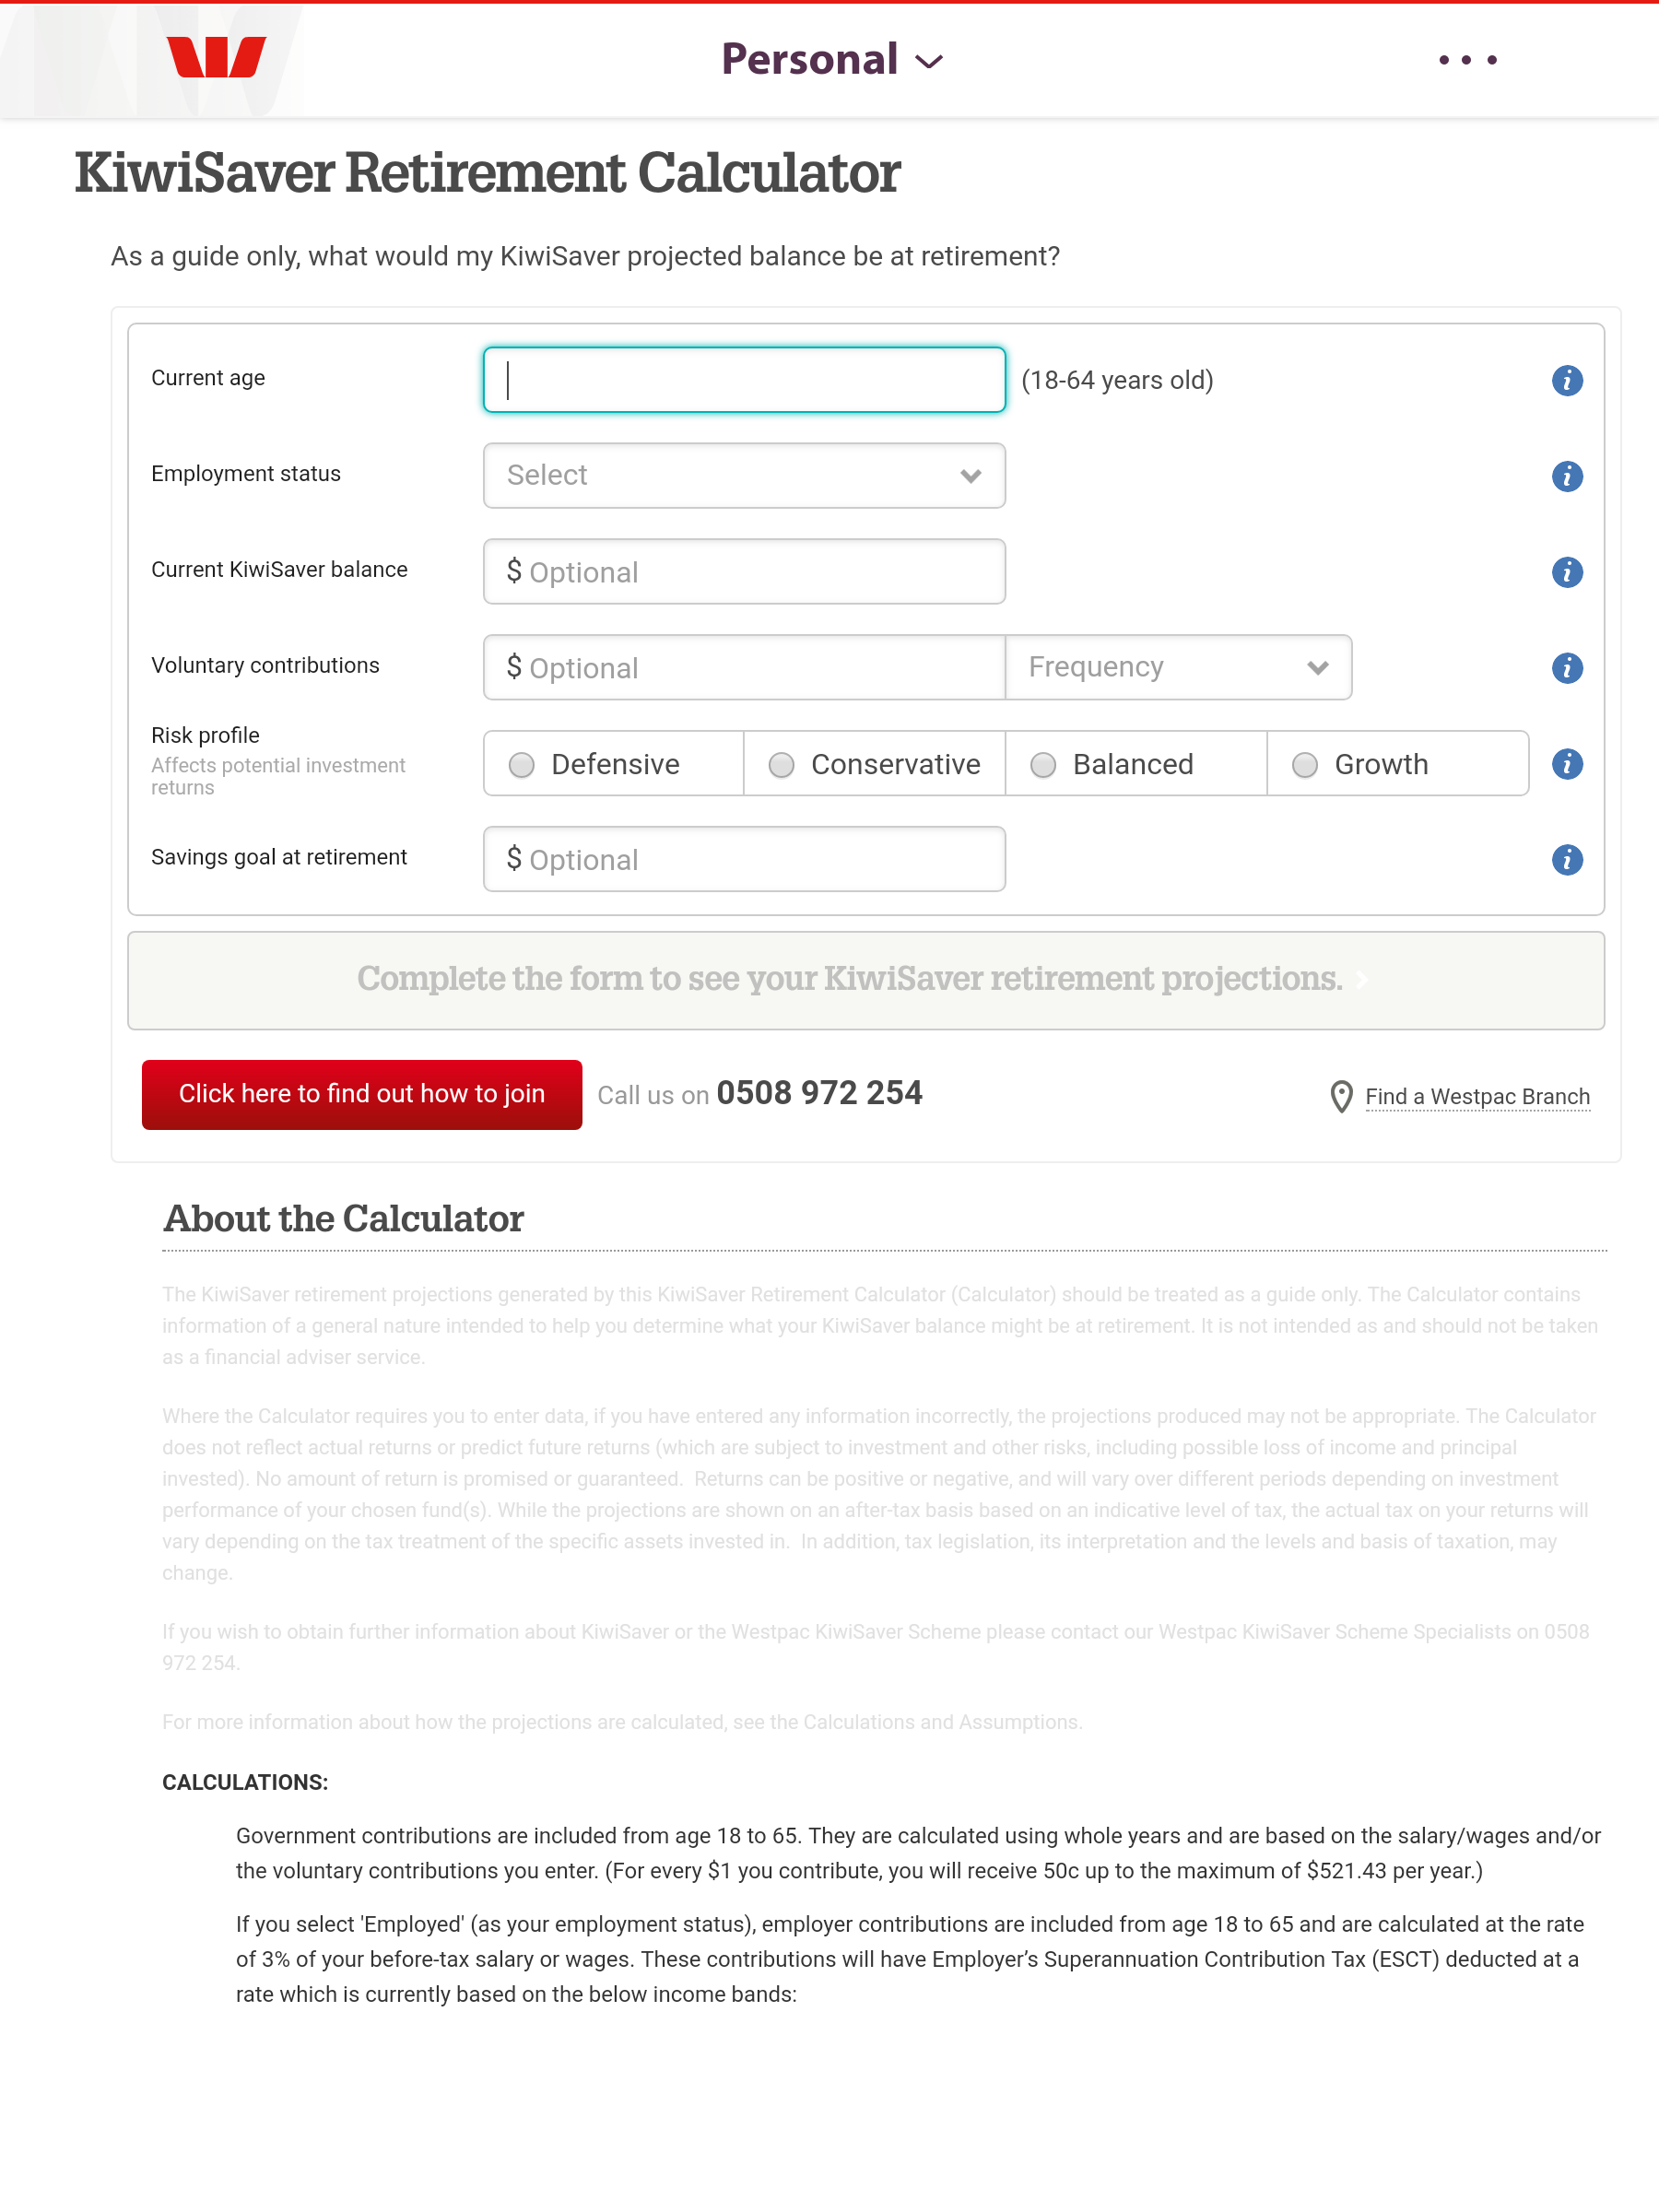 Personal
KiwiSaver Retirement Calculator
As a guide only, what would my KiwiSaver projected balance be at retirement?
Current age
(18-64 years old)
Employment status
Select
Current KiwiSaver balance
$ Optional
Voluntary contributions
$ Optional
Frequency
Risk profile
Affects potential investment
returns
Defensive
Conservative
Balanced
Growth
Savings goal at retirement
$ Optional
Complete the form to see your KiwiSaver retirement projections.
Click here to find out how to join
Call us on 0508 972 254
Find a Westpac Branch
About the Calculator
The KiwiSaver retirement projections generated by this KiwiSaver Retirement Calculator (Calculator) should be treated as a guide only. The Calculator contains
information of a general nature intended to help you determine what your KiwiSaver balance might be at retirement. It is not intended as and should not be taken
as a financial adviser service.
Where the Calculator requires you to enter data, if you have entered any information incorrectly, the projections produced may not be appropriate. The Calculator
does not reflect actual returns or predict future returns (which are subject to investment and other risks, including possible loss of income and principal
invested). No amount of return is promised or guaranteed.  Returns can be positive or negative, and will vary over different periods depending on investment
performance of your chosen fund(s). While the projections are shown on an after-tax basis based on an indicative level of tax, the actual tax on your returns will
vary depending on the tax treatment of the specific assets invested in.  In addition, tax legislation, its interpretation and the levels and basis of taxation, may
change.
If you wish to obtain further information about KiwiSaver or the Westpac KiwiSaver Scheme please contact our Westpac KiwiSaver Scheme Specialists on 0508
972 254.
For more information about how the projections are calculated, see the Calculations and Assumptions.
CALCULATIONS:
Government contributions are included from age 18 to 65. They are calculated using whole years and are based on the salary/wages and/or
the voluntary contributions you enter. (For every $1 you contribute, you will receive 50c up to the maximum of $521.43 per year.)
If you select 'Employed' (as your employment status), employer contributions are included from age 18 to 65 and are calculated at the rate
of 3% of your before-tax salary or wages. These contributions will have Employer’s Superannuation Contribution Tax (ESCT) deducted at a
rate which is currently based on the below income bands: